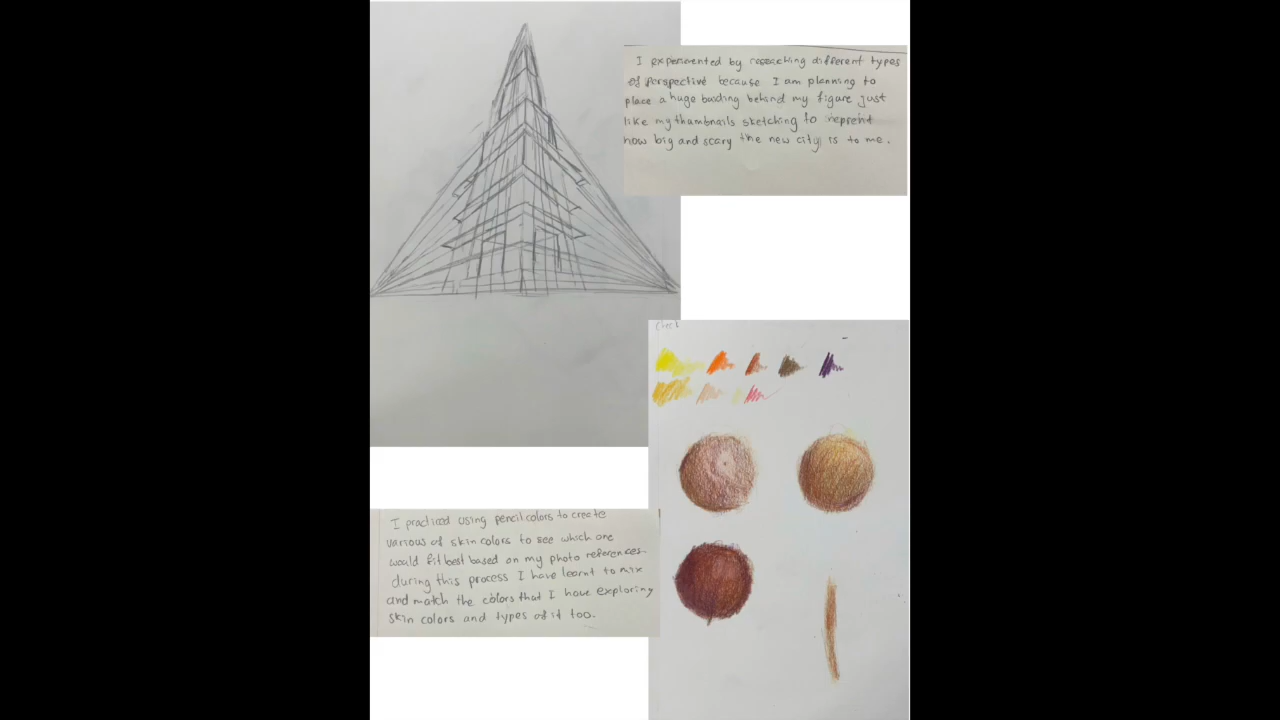 I experimented by reseaching different types
of perspective because I am planning to
place a huge building behind my figure just
like my thumbnails sketching to reprent
how big and scary the new city is to me.
I practiced using pencil colors to create
various of skin colors to see which one
would fit best based on my photo references.
during this process I have learnt to mix
and match the colors that I have exploring
skin colors and types of it too.